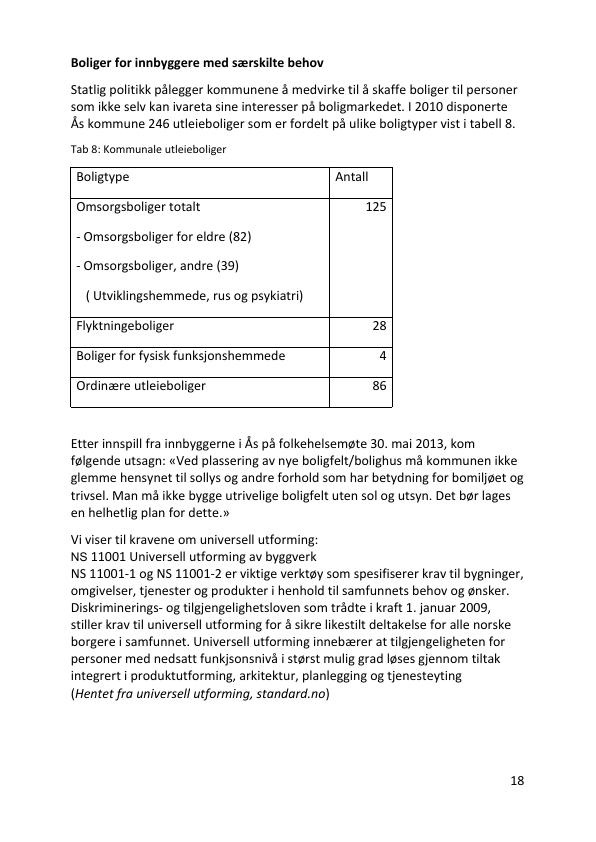 Boliger for innbyggere med særskilte behov
Statlig politikk pålegger kommunene å medvirke til å skaffe boliger til personer
som ikke selv kan ivareta sine interesser på boligmarkedet. I 2010 disponerte
Ås kommune 246 utleieboliger som er fordelt på ulike boligtyper vist i tabell 8.
Tab 8: Kommunale utleieboliger
Boligtype Antall
Omsorgsboliger totalt 125
- Omsorgsboliger for eldre (82)
- Omsorgsboliger, andre (39)
( Utviklingshemmede, rus og psykiatri)
Flyktningeboliger 28
Boliger for fysisk funksjonshemmede 4
Ordinære utleieboliger 86
Etter innspill fra innbyggerne i Ås på folkehelsemøte 30. mai 2013, kom
følgende utsagn: «Ved plassering av nye boligfelt/bolighus må kommunen ikke
glemme hensynet til sollys og andre forhold som har betydning for bomiljøet og
trivsel. Man må ikke bygge utrivelige boligfelt uten sol og utsyn. Det bør lages
en helhetlig plan for dette.»
Vi viser til kravene om universell utforming:
NS 11001 Universell utforming av byggverk
NS 11001-1 og NS 11001-2 er viktige verktøy som spesifiserer krav til bygninger,
omgivelser, tjenester og produkter i henhold til samfunnets behov og ønsker.
Diskriminerings- og tilgjengelighetsloven som trådte i kraft 1. januar 2009,
stiller krav til universell utforming for å sikre likestilt deltakelse for alle norske
borgere i samfunnet. Universell utforming innebærer at tilgjengeligheten for
personer med nedsatt funkjsonsnivå i størst mulig grad løses gjennom tiltak
integrert i produktutforming, arkitektur, planlegging og tjenesteyting
(Hentet fra universell utforming, standard.no)
18